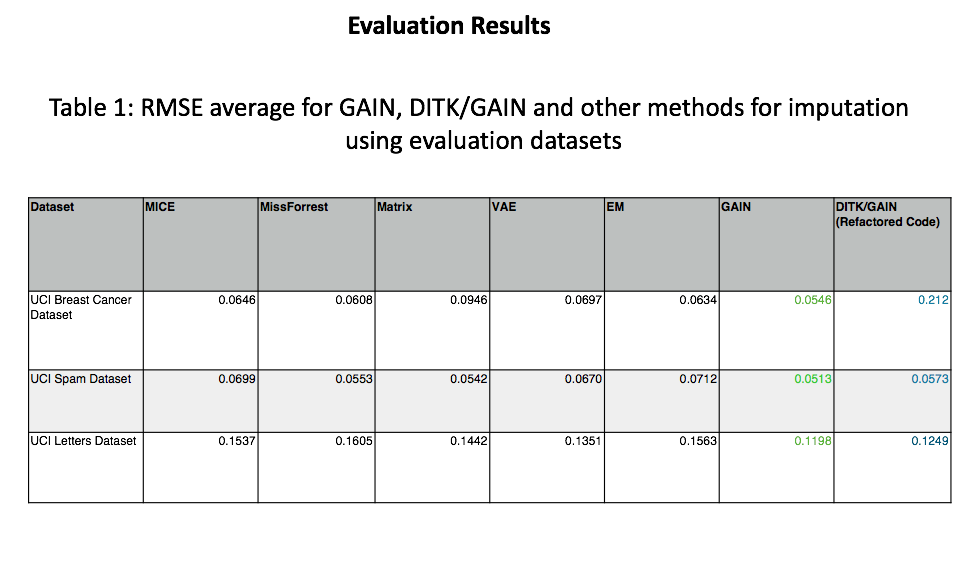 Evaluation Results
Table 1: RMSE average for GAIN, DITK/GAIN and other methods for imputation
using evaluation datasets
Dataset MICE MissForrest Matrix VAE EM GAIN DITK/GAIN
(Refactored Code)
UCI Breast Cancer 0.0646 0.0608 0.0946 0.0697 0.0634 0.0546 0.212
Dataset
UCI Spam Dataset 0.0699 0.0553 0.0542 0.0670 0.0712 0.0513 0.0573
UCI Letters Dataset 0.1537 0.1605 0.1442 0.1351 0.1563 0.1198 0.1249